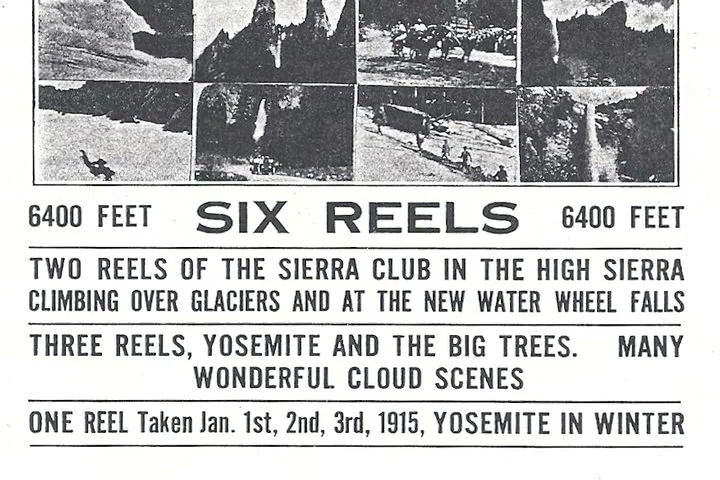 6400 FEET SIX REELS 6400 FEET
TWO REELS OF THE SIERRA CLUB IN THE HIGH SIERRA
CLIMBING OVER GLACIERS AND AT THE NEW WATER WHEEL FALLS
THREE REELS, YOSEMITE AND THE BIG TREES. MANY
WONDERFUL CLOUD SCENES
ONE REEL Taken Jan. 1st, 2nd, 3rd, 1915, YOSEMITE IN WINTER